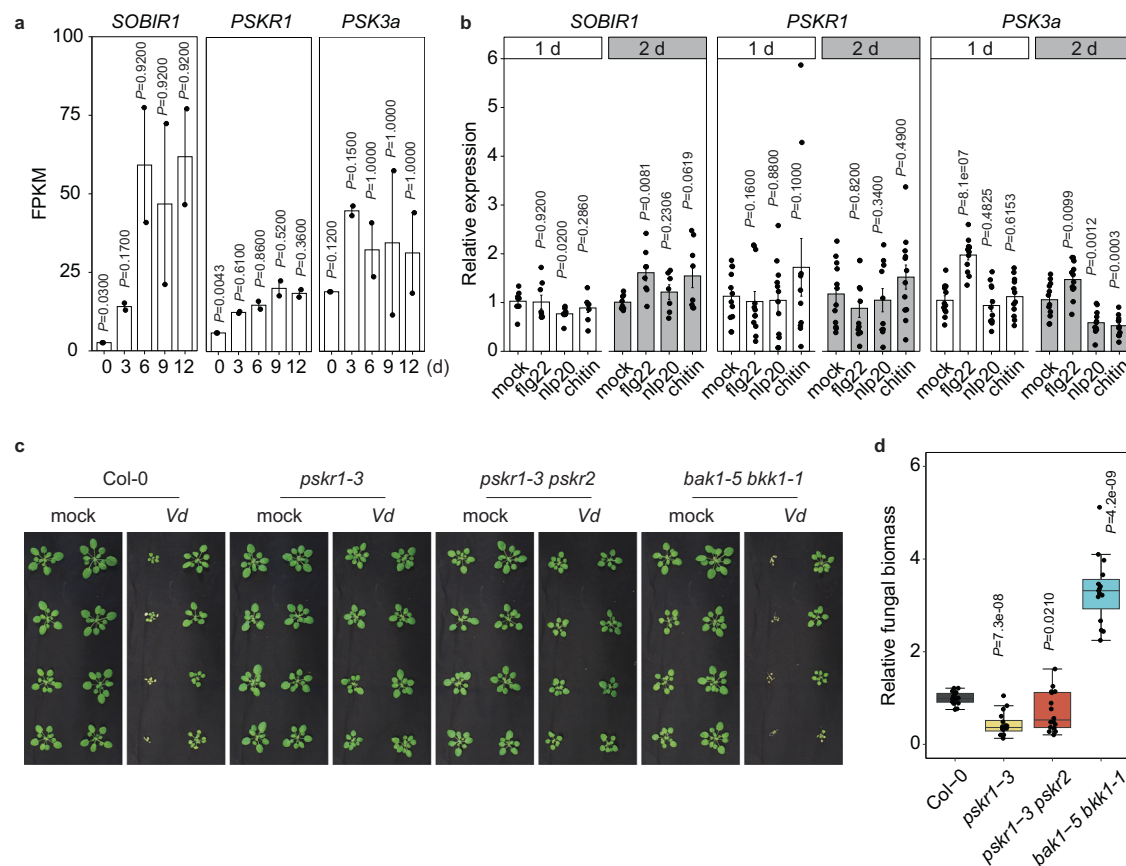 a
SOBIR1 PSKR1 PSK3a
FPKM
100
75
50
25
0
P=0.0300 P=0.1700 P=0.9200 P=0.9200 P=0.9200
P=0.0043 P=0.6100 P=0.8600 P=0.5200 P=0.3600
P=0.1200 P=0.1500 P=1.0000 P=1.0000 P=1.0000
0 3 6 9 12 0 3 6 9 12 0 3 6 9 12 (d)
b
SOBIR1 PSKR1 PSK3a
1 d 2 d 1 d 2 d 1 d 2 d
Relative expression
6
5
4
3
2
1
0
P=0.9200 P=0.0200 P=0.2860
P=0.0081 P=0.2306 P=0.0619
P=0.1600 P=0.8800 P=0.1000
P=0.8200 P=0.3400 P=0.4900
P=8.1e=07 P=0.4825 P=0.6153
P=0.0099 P=0.0012 P=0.0003
mock flg22 nlp20 chitin mock flg22 nlp20 chitin mock flg22 nlp20 chitin mock flg22 nlp20 chitin mock flg22 nlp20 chitin mock flg22 nlp20 chitin
c
Col-0 pskr1-3 pskr1-3 pskr2 bak1-5 bkk1-1
mock Vd mock Vd mock Vd mock Vd
d
Relative fungal biomass
6
4
2
0
P=7.3e-08
P=0.0210
P=4.2e-09
Col−0
pskr1−3
pskr1−3 pskr2
bak1−5 bkk1-1